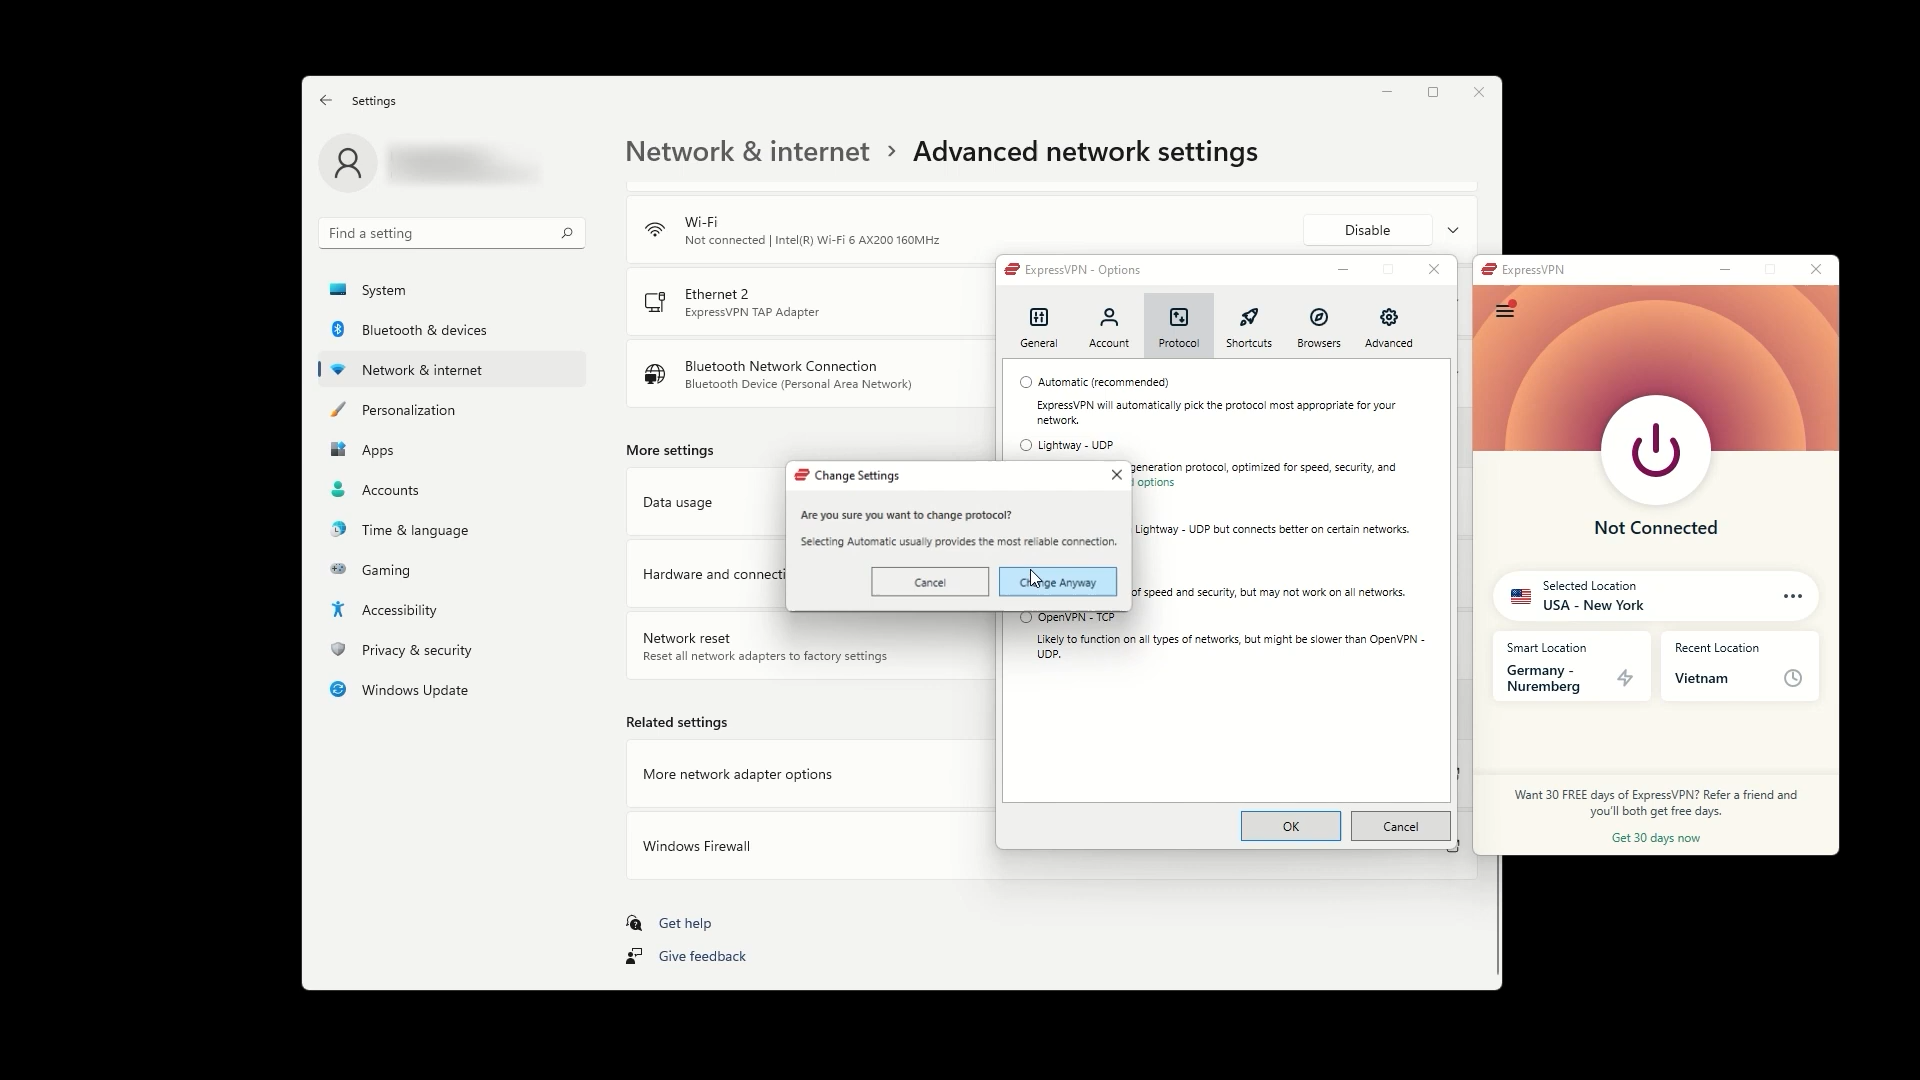 Settings
Find a setting
System
Bluetooth & devices
Network & internet
Personalization
Apps
Accounts
Time & language
Gaming
Accessibility
Privacy & security
Windows Update
Network & internet > Advanced network settings
Wi-Fi
Not connected | Intel(R) Wi-Fi 6 AX200 160MHz
Disable
Ethernet 2
ExpressVPN TAP Adapter
Bluetooth Network Connection
Bluetooth Device (Personal Area Network)
More settings
Data usage
Hardware and connecti
Network reset
Reset all network adapters to factory settings
Related settings
More network adapter options
Windows Firewall
Get help
Give feedback
ExpressVPN - Options
General
Account
Protocol
Shortcuts
Browsers
Advanced
Automatic (recommended)
ExpressVPN will automatically pick the protocol most appropriate for your
network.
Lightway - UDP
generation protocol, optimized for speed, security, and
options
Lightway - UDP but connects better on certain networks.
of speed and security, but may not work on all networks.
OpenVPN - TCP
Likely to function on all types of networks, but might be slower than OpenVPN -
UDP.
OK
Cancel
Change Settings
Are you sure you want to change protocol?
Selecting Automatic usually provides the most reliable connection.
Cancel
Anyway
ExpressVPN
Not Connected
Selected Location
USA - New York
Smart Location
Germany -
Nuremberg
Recent Location
Vietnam
Want 30 FREE days of ExpressVPN? Refer a friend and
you'll both get free days.
Get 30 days now